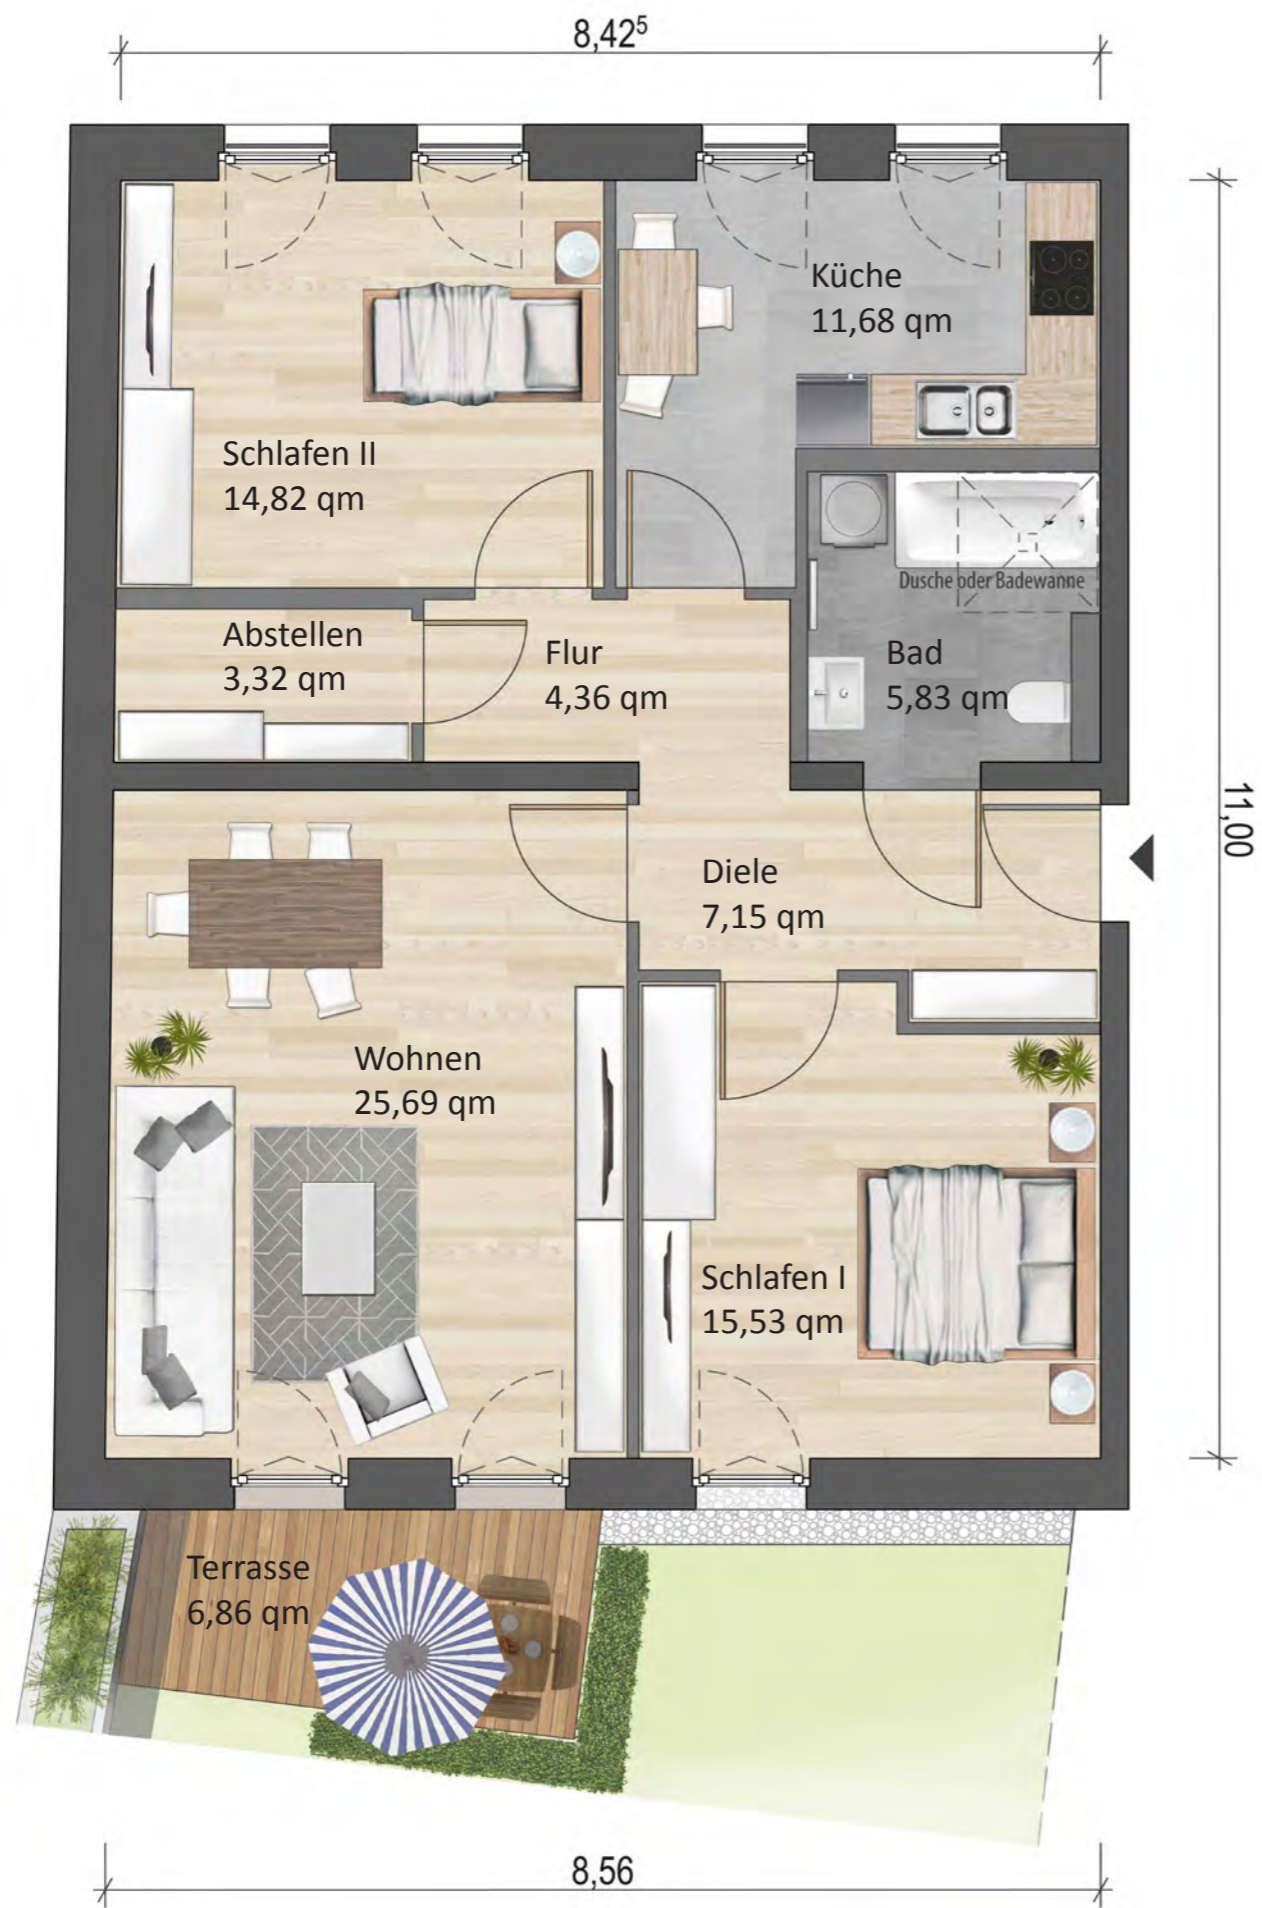 8,42⁵
Küche
11,68 qm
Schlafen II
14,82 qm
Dusche oder Badewanne
Abstellen
3,32 qm
Flur
4,36 qm
Bad
5,83 qm
11,00
Diele
7,15 qm
Wohnen
25,69 qm
Schlafen I
15,53 qm
Terrasse
6,86 qm
8,56